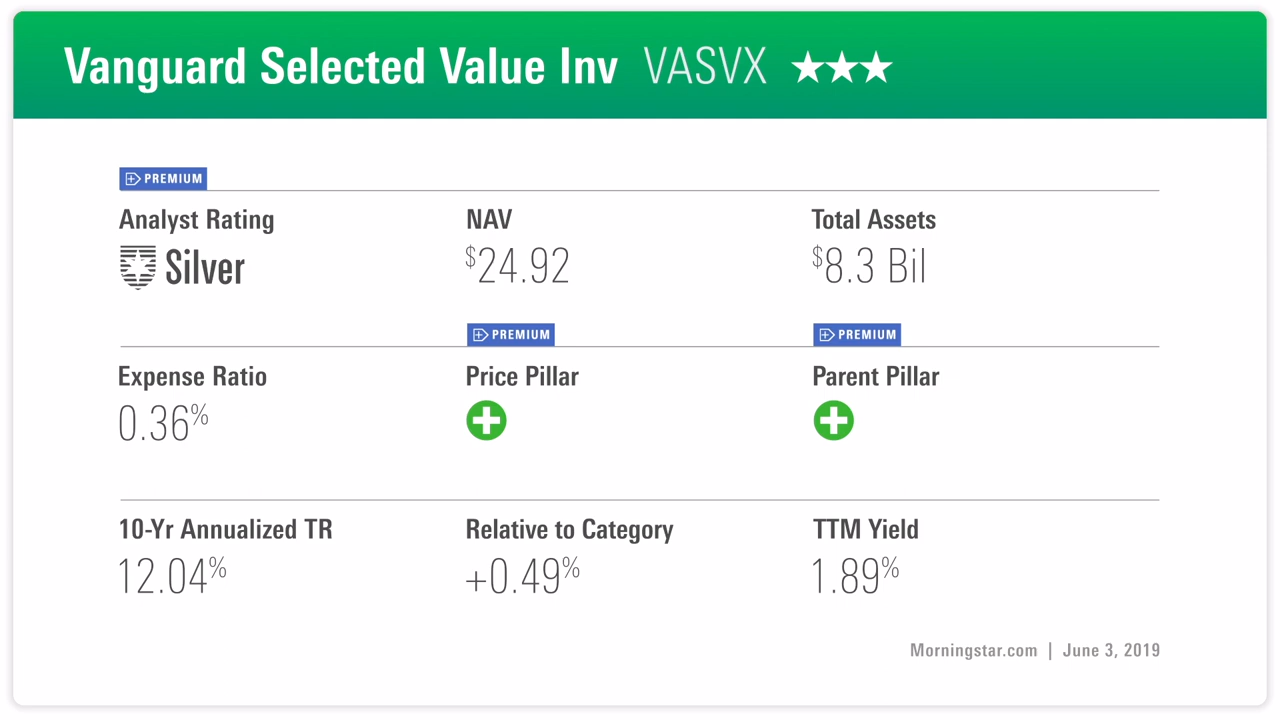 Vanguard Selected Value Inv VASVX ★★★
PREMIUM
Analyst Rating NAV Total Assets
Silver $24.92 $8.3 Bil
PREMIUM PREMIUM
Expense Ratio Price Pillar Parent Pillar
0.36%
10-Yr Annualized TR Relative to Category TTM Yield
12.04% +0.49% 1.89%
Morningstar.com | June 3, 2019